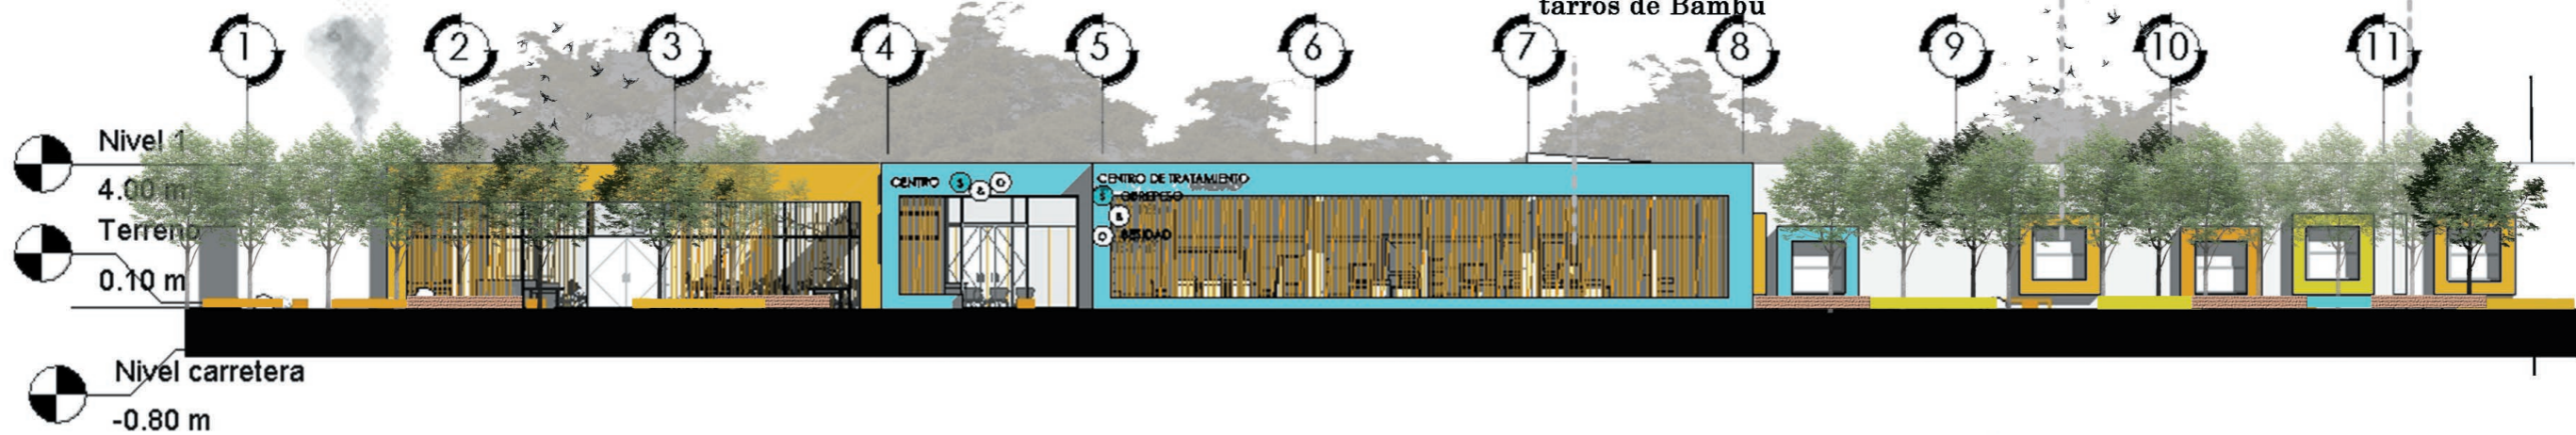 tarros de Bambu
1 2 3 4 5 6 7 8 9 10 11
Nivel 1
4.00 m
Terreno
0.10 m
CENTRO S & O
CENTRO DE TRATAMIENTO
S OBREPESO
&
O BESIDAD
Nivel carretera
-0.80 m